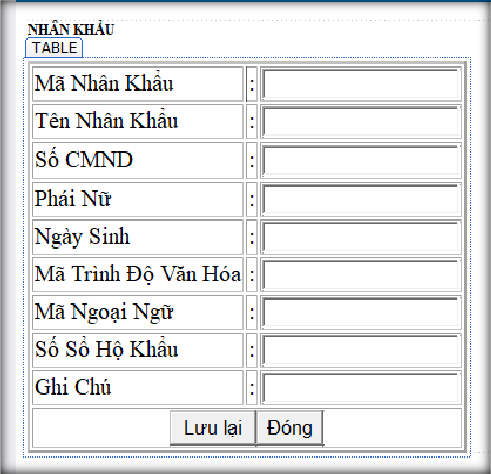 NHÂN KHẨU
TABLE
Mã Nhân Khẩu :
Tên Nhân Khẩu :
Số CMND :
Phái Nữ :
Ngày Sinh :
Mã Trình Độ Văn Hóa :
Mã Ngoại Ngữ :
Số Sổ Hộ Khẩu :
Ghi Chú :
Lưu lại Đóng